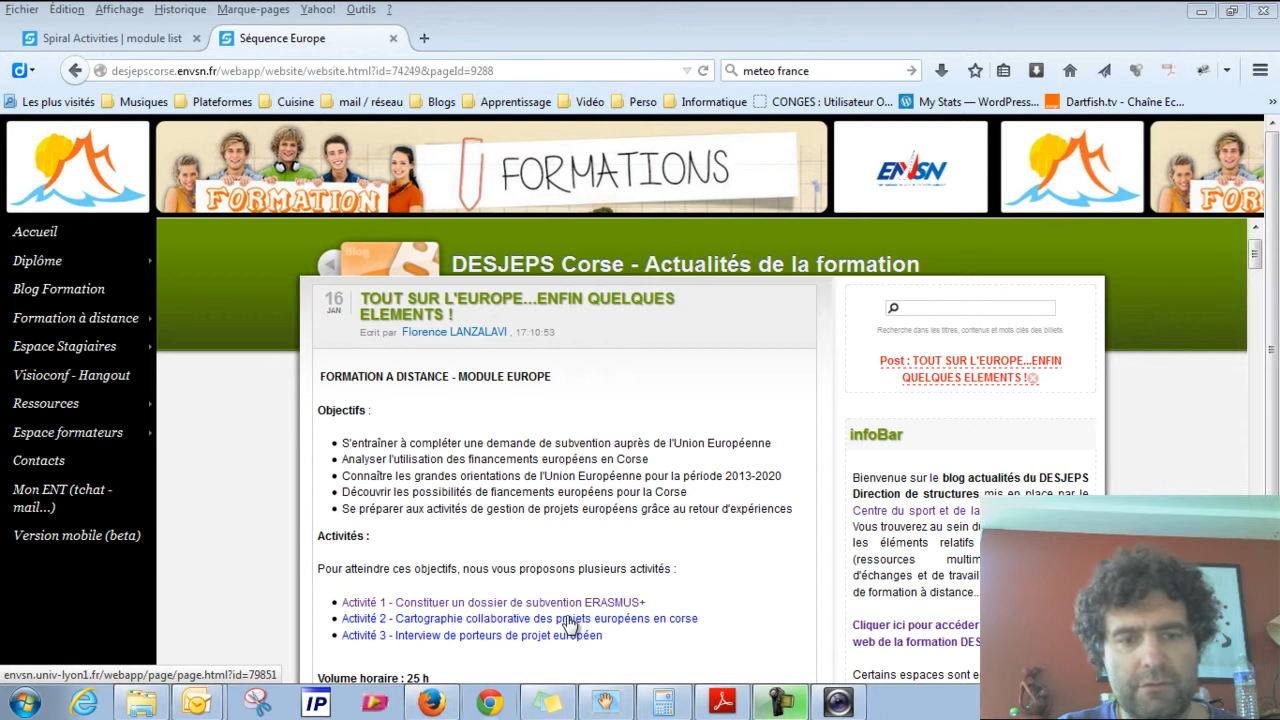 Fichier Édition Affichage Historique Marque-pages Yahoo! Outils ?
Spiral Activities | module list
Séquence Europe
desjepscorse.envsn.fr/webapp/website/website.html?id=74249&pageId=9288
meteo france
Les plus visités Musiques Plateformes Cuisine mail / réseau Blogs Apprentissage Vidéo Perso Informatique CONGES : Utilisateur O... My Stats — WordPress... Dartfish.tv - Chaîne Ec...
FORMATION
FORMATIONS
ENVSN
FOR
Accueil
Diplôme
Blog Formation
Formation à distance
Espace Stagiaires
Visioconf - Hangout
Ressources
Espace formateurs
Contacts
Mon ENT (tchat -
mail...)
Version mobile (beta)
Blog
DESJEPS Corse - Actualités de la formation
16
JAN
TOUT SUR L'EUROPE...ENFIN QUELQUES
ELEMENTS !
Ecrit par Florence LANZALAVI . 17:10:53
FORMATION A DISTANCE - MODULE EUROPE
Objectifs :
S'entraîner à compléter une demande de subvention auprès de l'Union Européenne
Analyser l'utilisation des financements européens en Corse
Connaître les grandes orientations de l'Union Européenne pour la période 2013-2020
Découvrir les possibilités de fiancements européens pour la Corse
Se préparer aux activités de gestion de projets européens grâce au retour d'expériences
Activités :
Pour atteindre ces objectifs, nous vous proposons plusieurs activités :
Activité 1 - Constituer un dossier de subvention ERASMUS+
Activité 2 - Cartographie collaborative des projets européens en corse
Activité 3 - Interview de porteurs de projet européen
Volume horaire : 25 h
Recherche dans les titres, contenus et mots clés des billets.
Post : TOUT SUR L'EUROPE...ENFIN
QUELQUES ELEMENTS !
infoBar
Bienvenue sur le blog actualités du DESJEPS
Direction de structures mis en place par le
Centre du sport et de la
Vous trouverez au sein du
les éléments relatifs
(ressources multim
d'échanges et de travail
formation à distance...
Cliquer ici pour accéder
web de la formation DES
Certains espaces sont e
envsn.univ-lyon1.fr/webapp/page/page.html?id=79851
IP